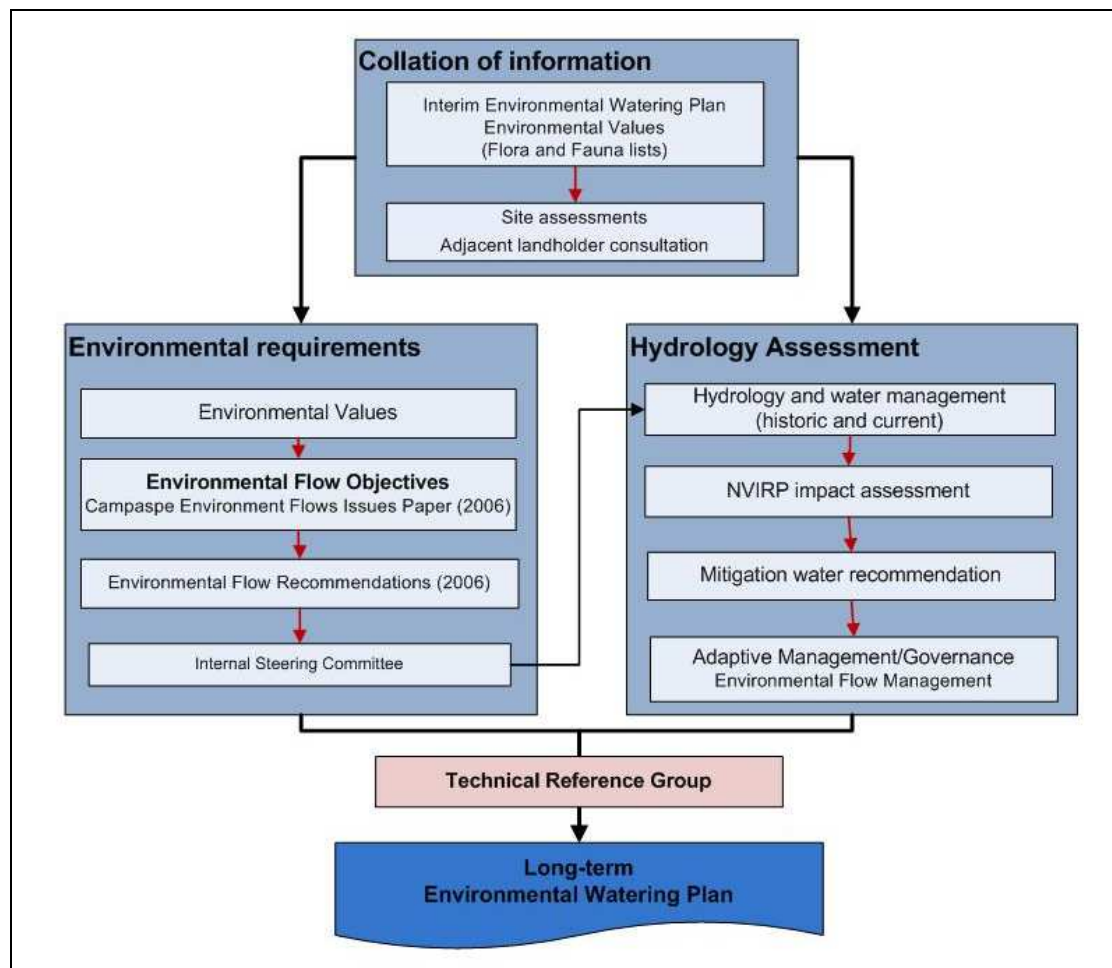 Collation of information
Interim Environmental Watering Plan
Environmental Values
(Flora and Fauna lists)
Site assessments
Adjacent landholder consultation
Environmental requirements
Environmental Values
Environmental Flow Objectives
Campaspe Environment Flows Issues Paper (2006)
Environmental Flow Recommendations (2006)
Internal Steering Committee
Hydrology Assessment
Hydrology and water management
(historic and current)
NVIRP impact assessment
Mitigation water recommendation
Adaptive Management/Governance
Environmental Flow Management
Technical Reference Group
Long-term
Environmental Watering Plan